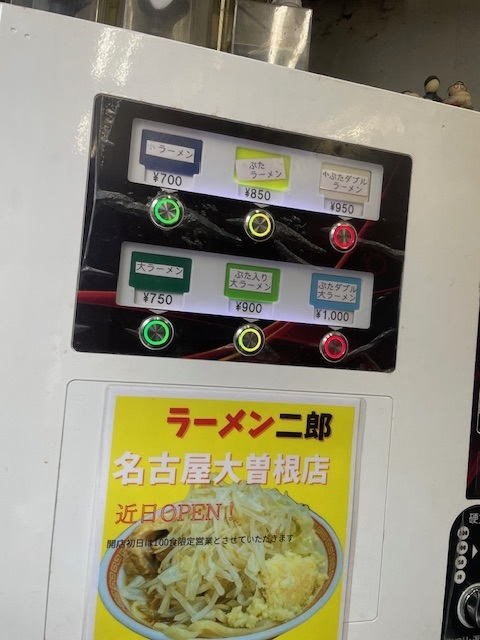 小ラーメン
¥700
ぶた
ラーメン
¥850
小ぶたダブル
ラーメン
¥950
大ラーメン
¥750
ぶた入り
大ラーメン
¥900
ぶたダブル
大ラーメン
¥1,000
ラーメン二郎
名古屋大曽根店
近日OPEN!
開店初日は100食限定営業とさせていただきます
硬